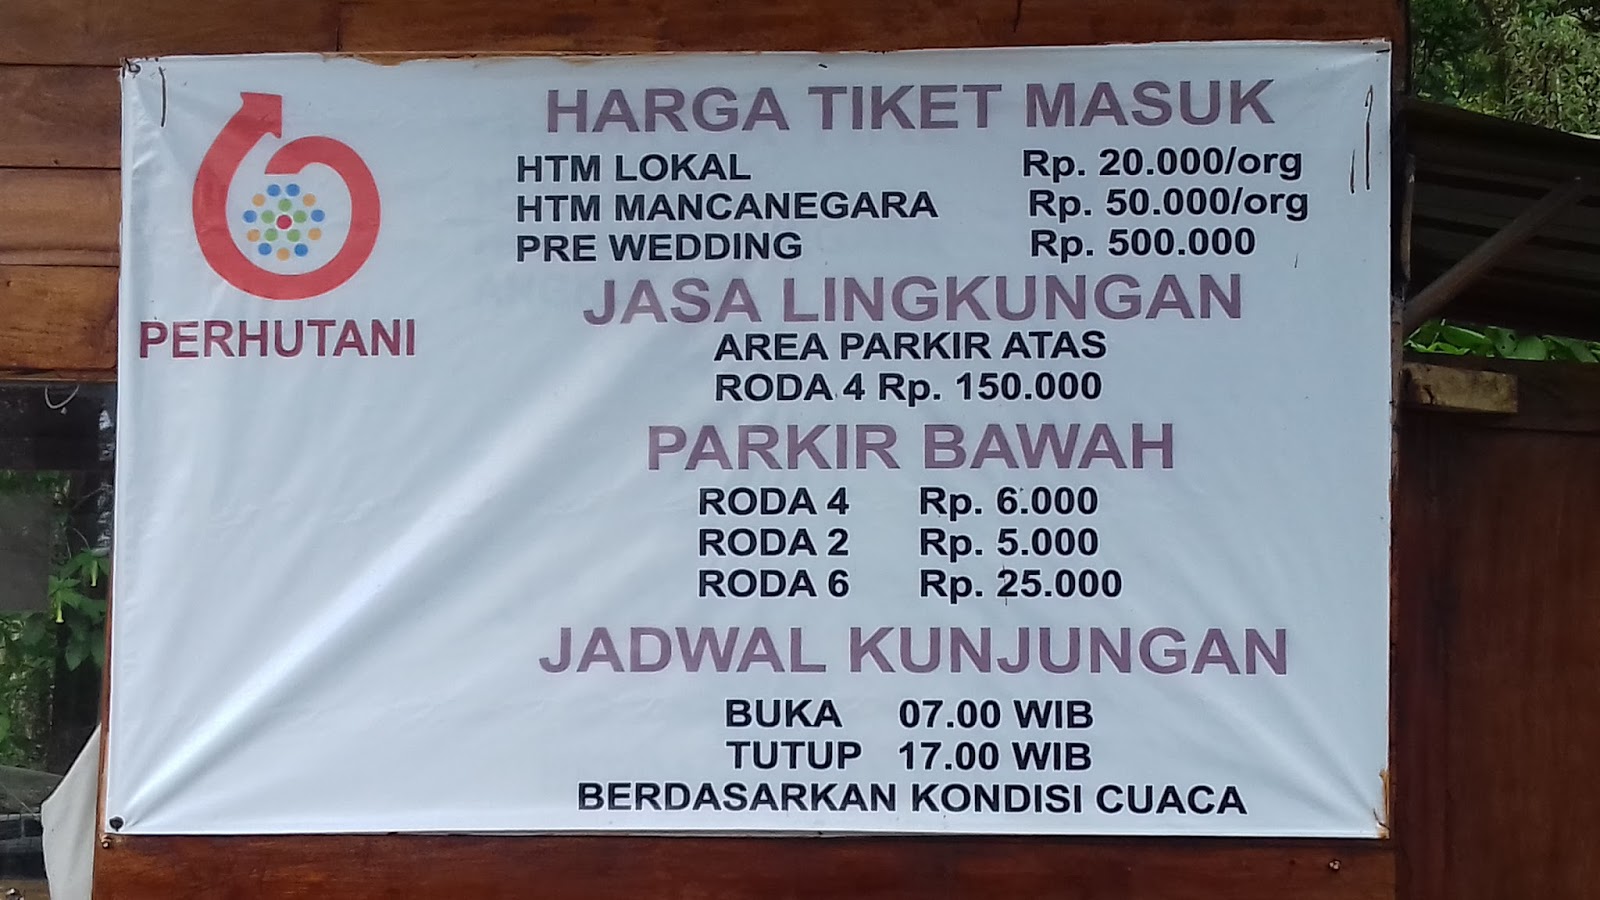 PERHUTANI
HARGA TIKET MASUK
HTM LOKAL Rp. 20.000/org
HTM MANCANEGARA Rp. 50.000/org
PRE WEDDING Rp. 500.000
JASA LINGKUNGAN
AREA PARKIR ATAS
RODA 4 Rp. 150.000
PARKIR BAWAH
RODA 4 Rp. 6.000
RODA 2 Rp. 5.000
RODA 6 Rp. 25.000
JADWAL KUNJUNGAN
BUKA 07.00 WIB
TUTUP 17.00 WIB
BERDASARKAN KONDISI CUACA